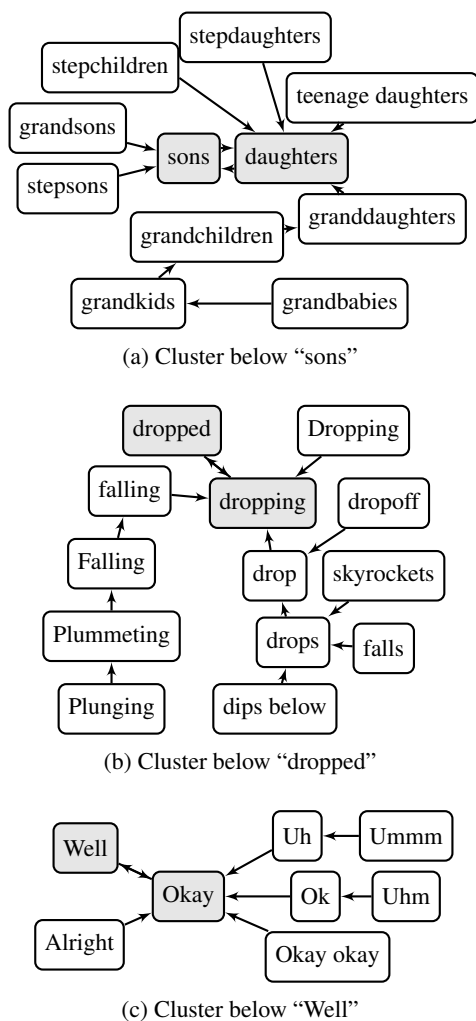 stepdaughters
stepchildren
teenage daughters
grandsons
sons
daughters
stepsons
granddaughters
grandchildren
grandkids
grandbabies
(a) Cluster below “sons”
dropped
Dropping
falling
dropping
dropoff
Falling
drop
skyrockets
Plummeting
drops
falls
Plunging
dips below
(b) Cluster below “dropped”
Well
Uh
Ummm
Okay
Ok
Uhm
Alright
Okay okay
(c) Cluster below “Well”